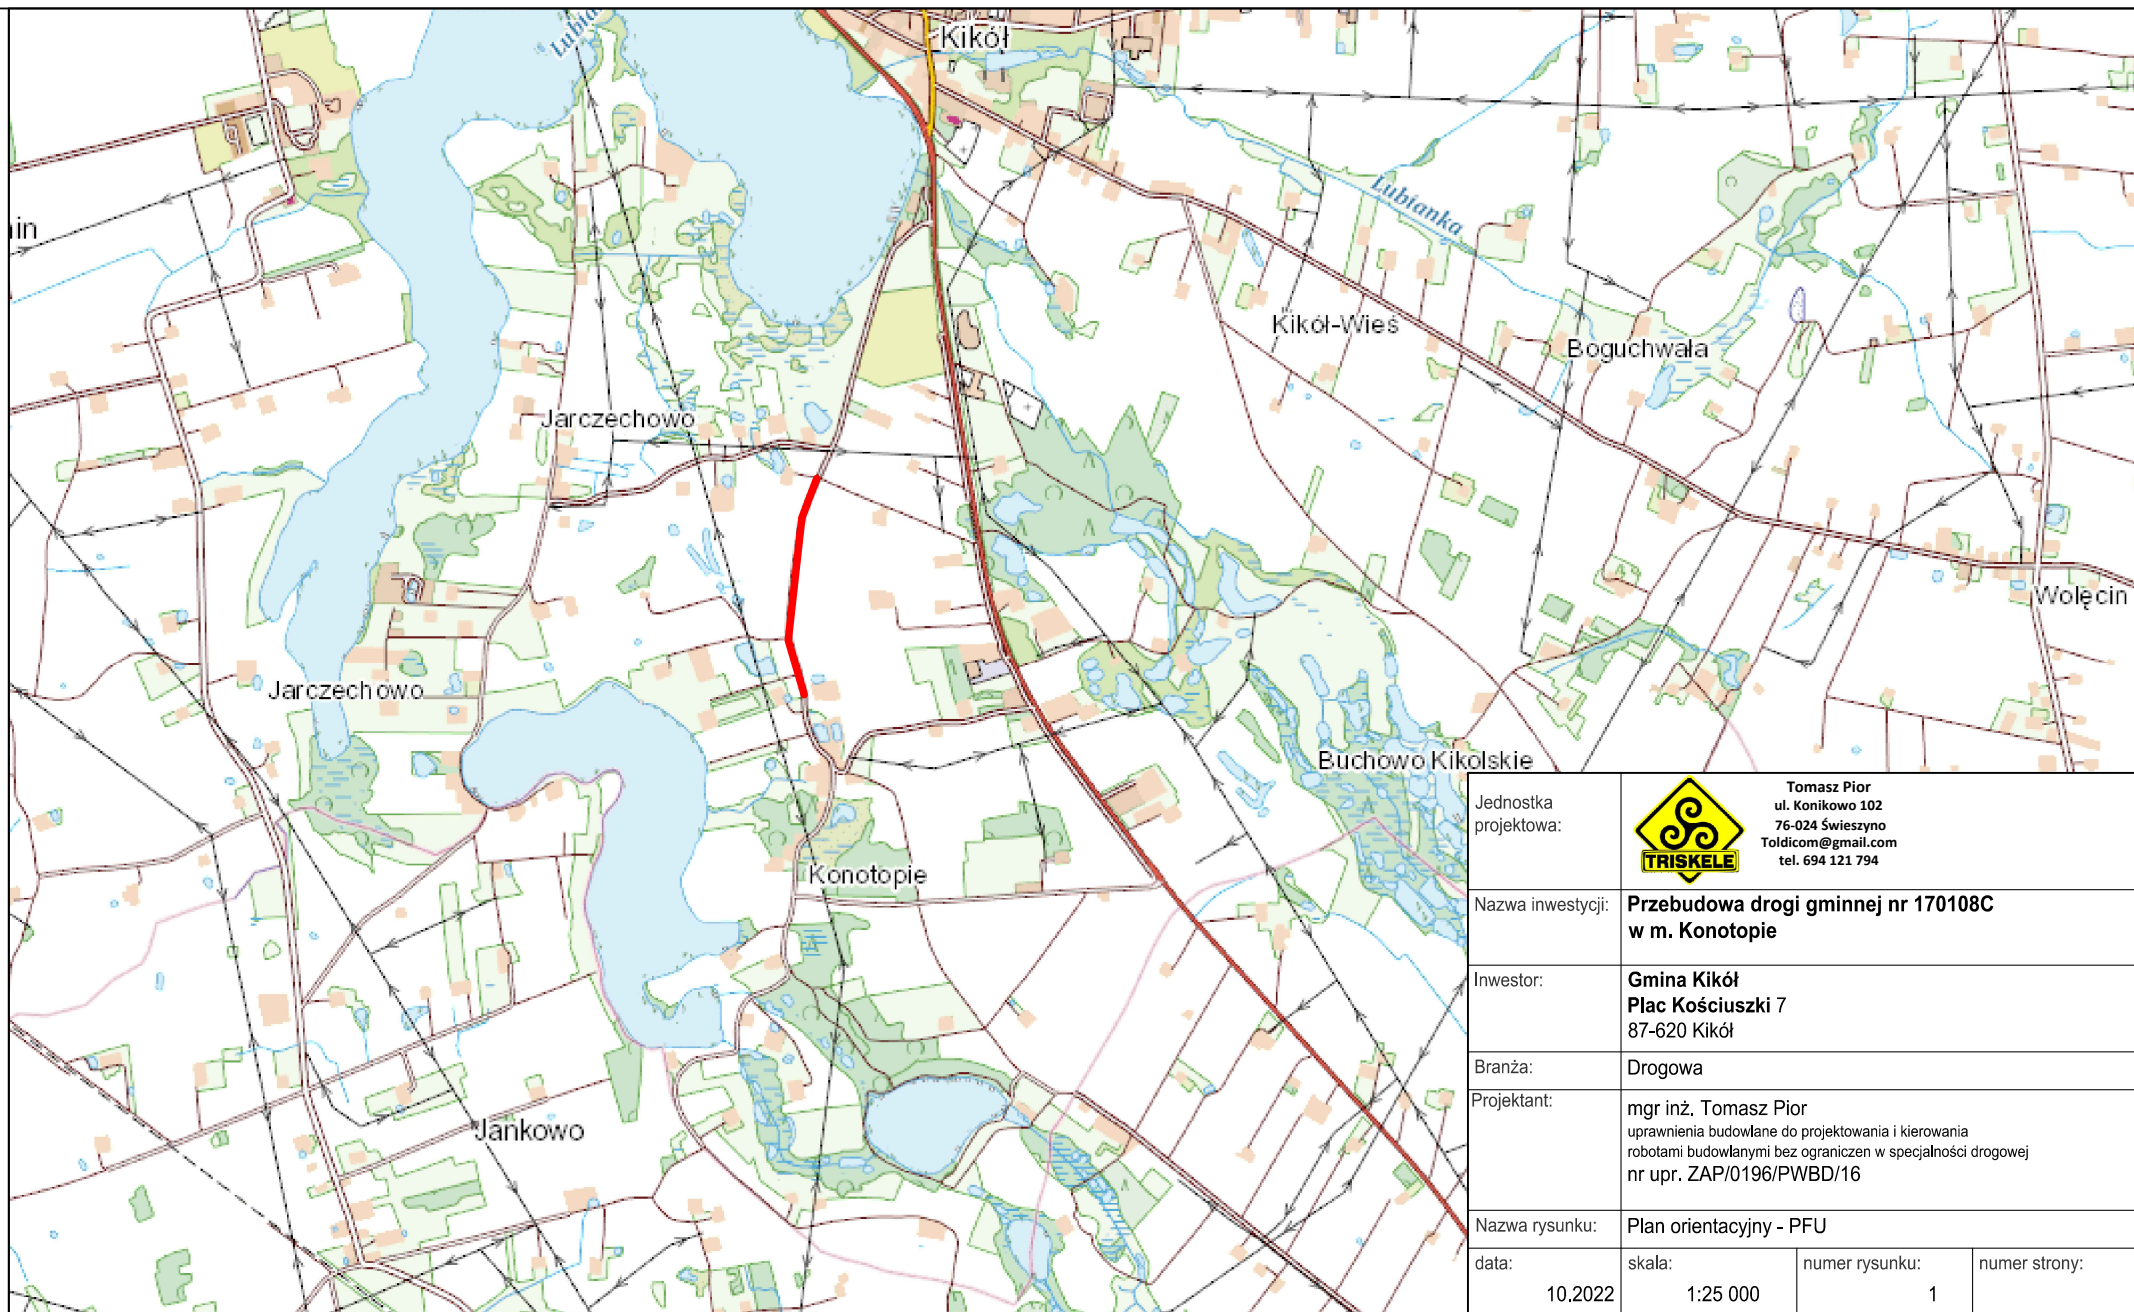 Lubia
Kikół
in
Lubianka
Kikół-Wieś
Boguchwała
Jarczechowo
Wolęcin
Jarczechowo
Buchowo Kikolskie
Konotopie
Jankowo
Jednostka
projektowa:
TRISKELE
Tomasz Pior
ul. Konikowo 102
76-024 Świeszyno
Toldicom@gmail.com
tel. 694 121 794
Nazwa inwestycji:
Przebudowa drogi gminnej nr 170108C
w m. Konotopie
Inwestor:
Gmina Kikół
Plac Kościuszki 7
87-620 Kikół
Branża:
Drogowa
Projektant:
mgr inż. Tomasz Pior
uprawnienia budowlane do projektowania i kierowania
robotami budowlanymi bez ograniczen w specjalności drogowej
nr upr. ZAP/0196/PWBD/16
Nazwa rysunku:
Plan orientacyjny - PFU
data:
10.2022
skala:
1:25 000
numer rysunku:
1
numer strony: